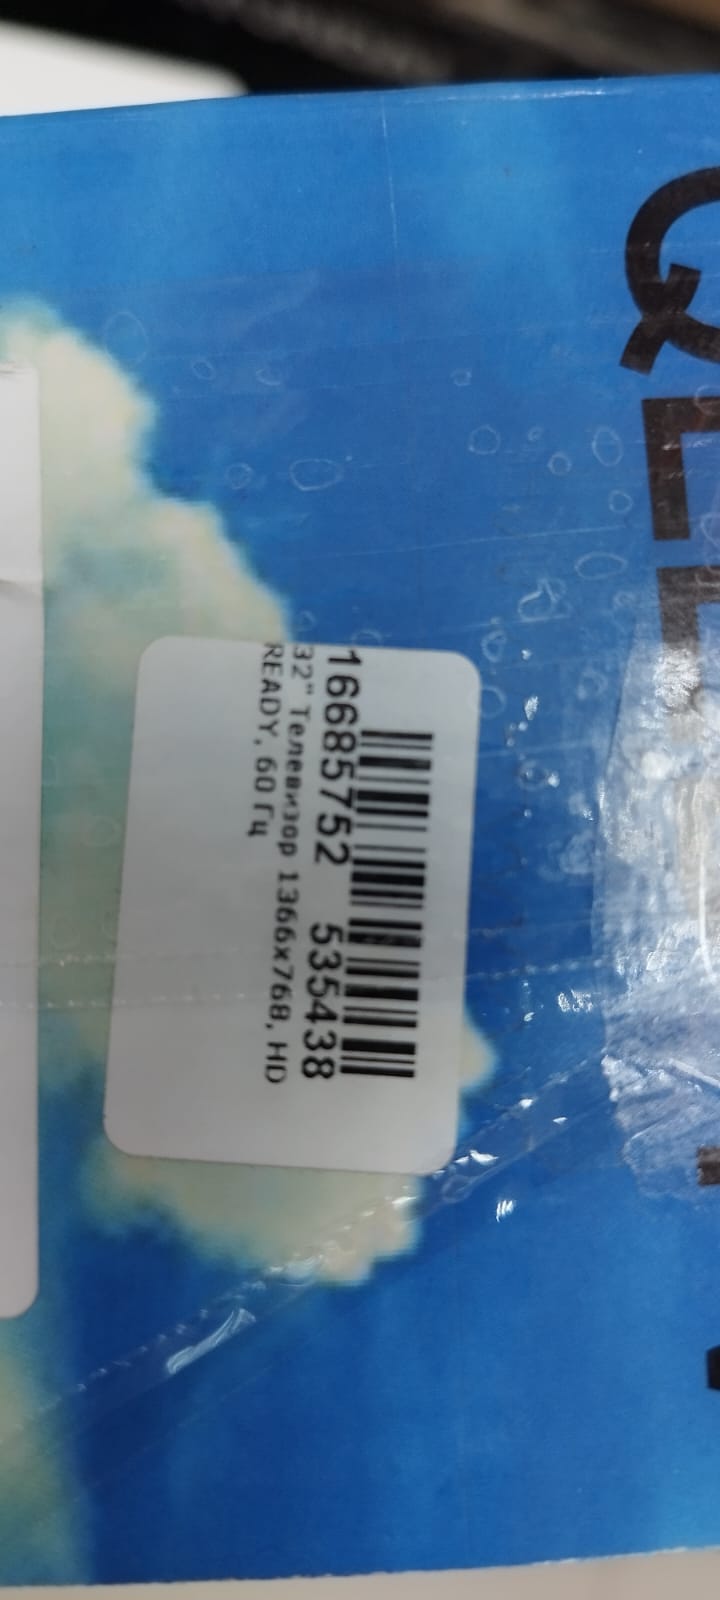 16685752 535438
32" Телевизор 1366x768, HD
READY, 60 Гц